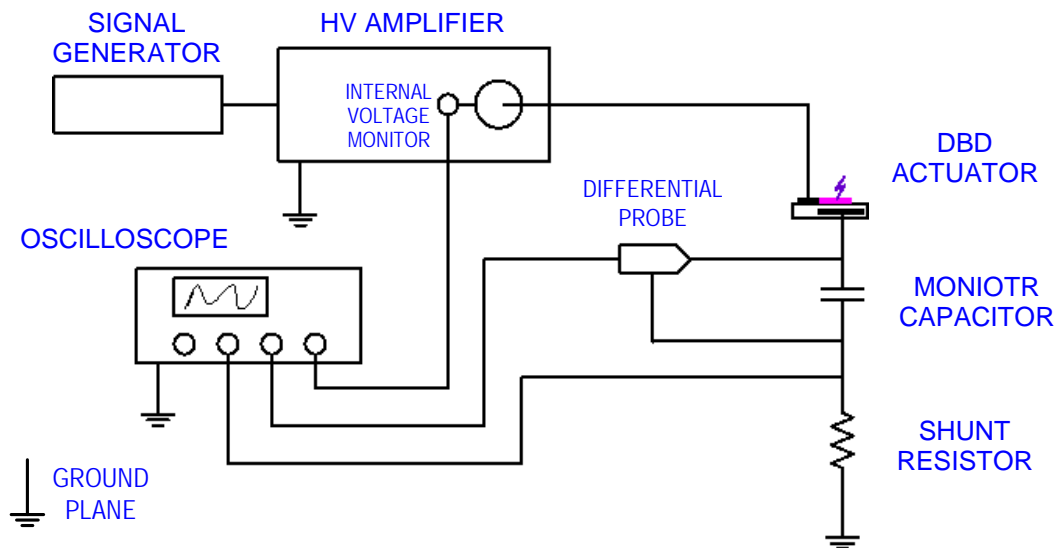 SIGNAL
GENERATOR
HV AMPLIFIER
INTERNAL
VOLTAGE
MONITOR
DBD
ACTUATOR
DIFFERENTIAL
PROBE
OSCILLOSCOPE
MONIOTR
CAPACITOR
SHUNT
RESISTOR
GROUND
PLANE